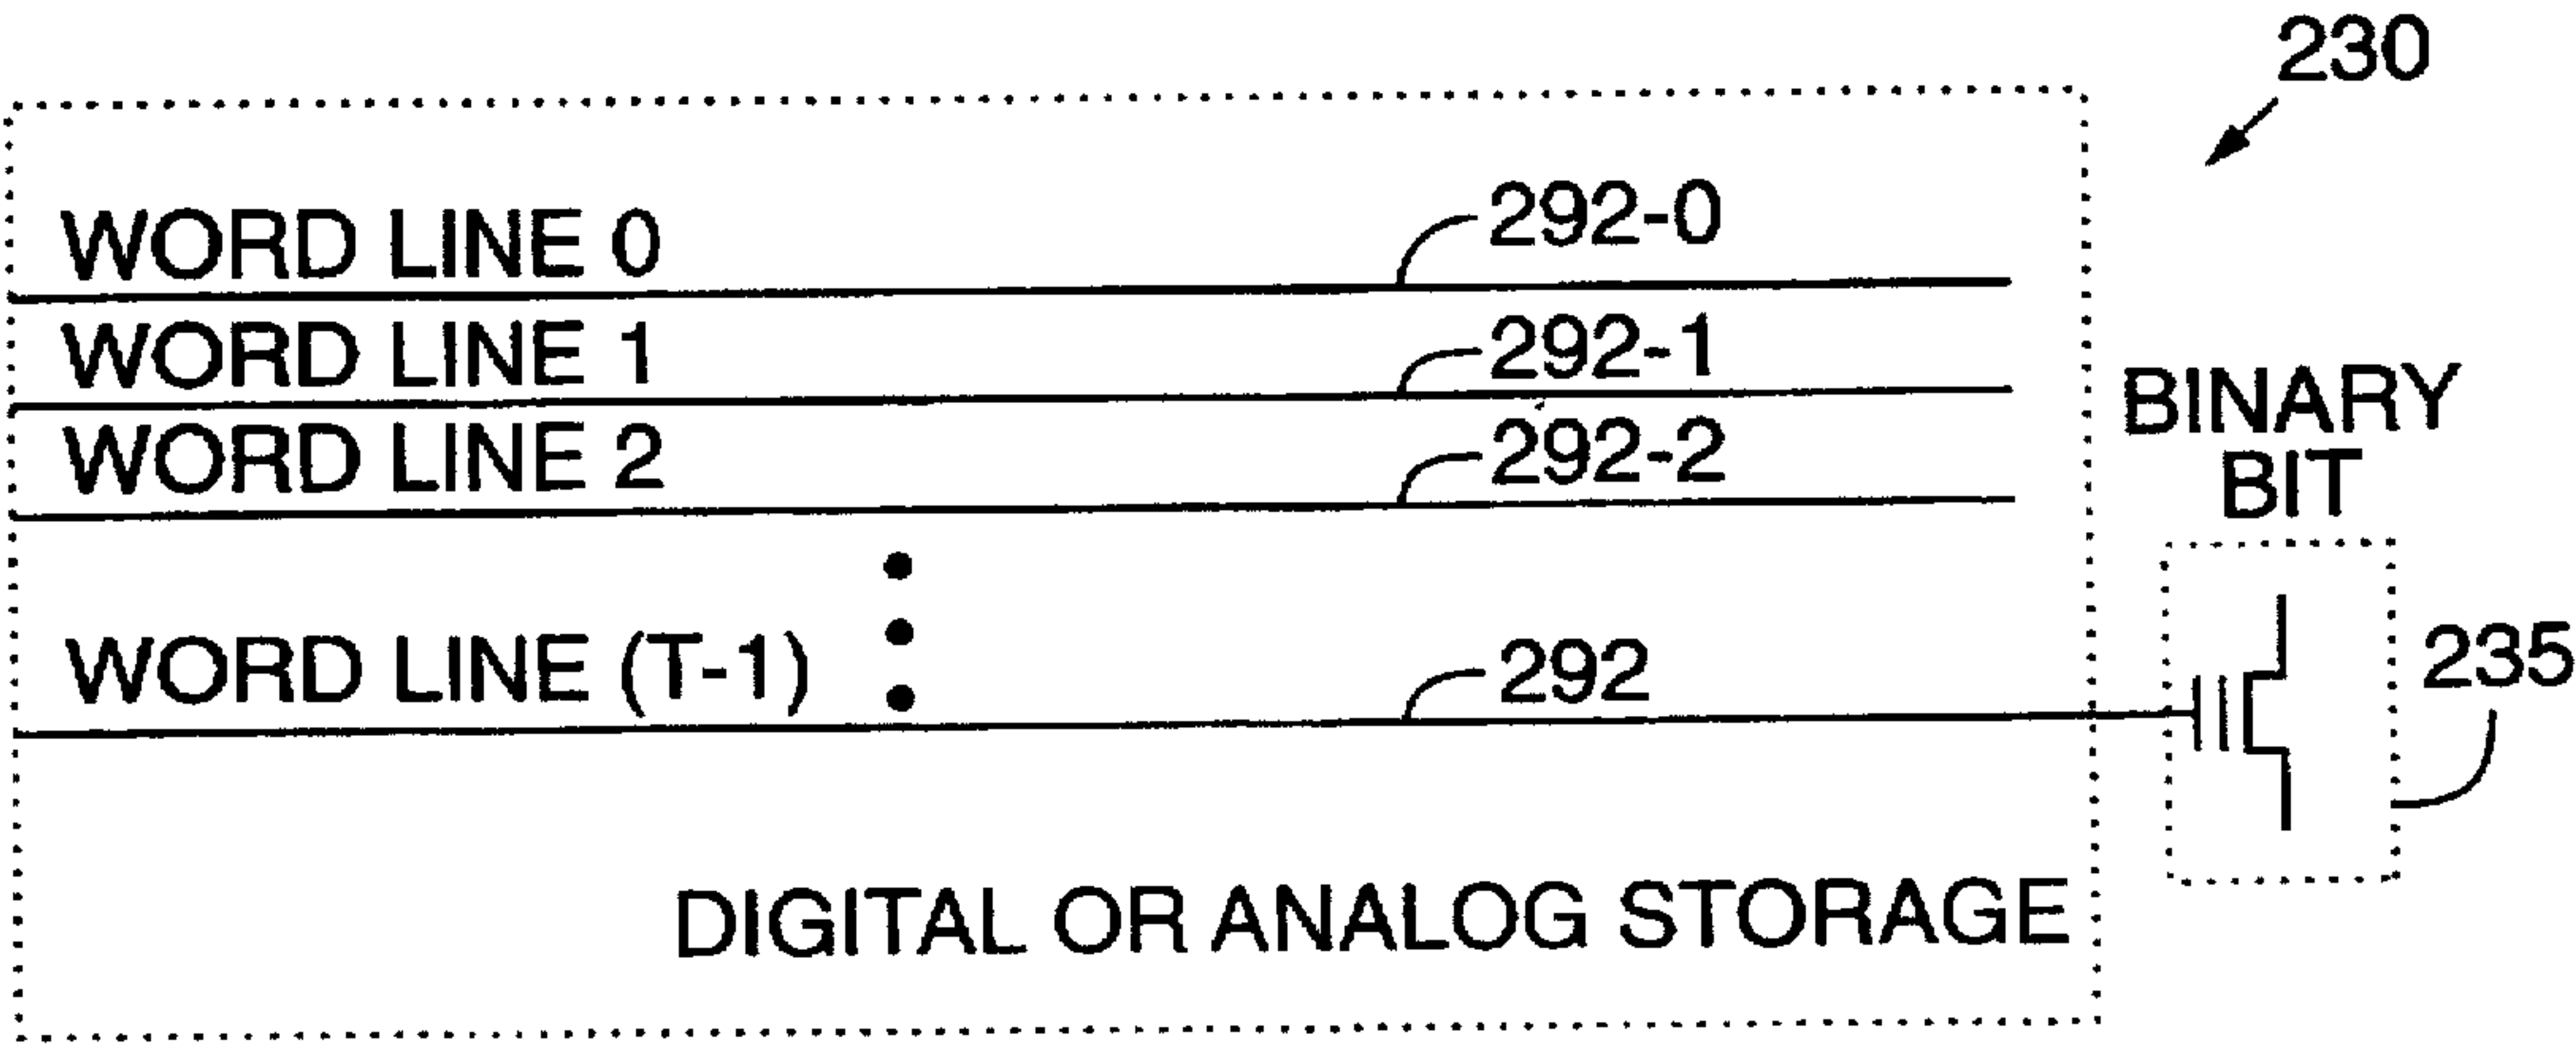 230
WORD LINE 0
292-0
WORD LINE 1
292-1
WORD LINE 2
292-2
BINARY
BIT
WORD LINE (T-1)
292
235
DIGITAL OR ANALOG STORAGE